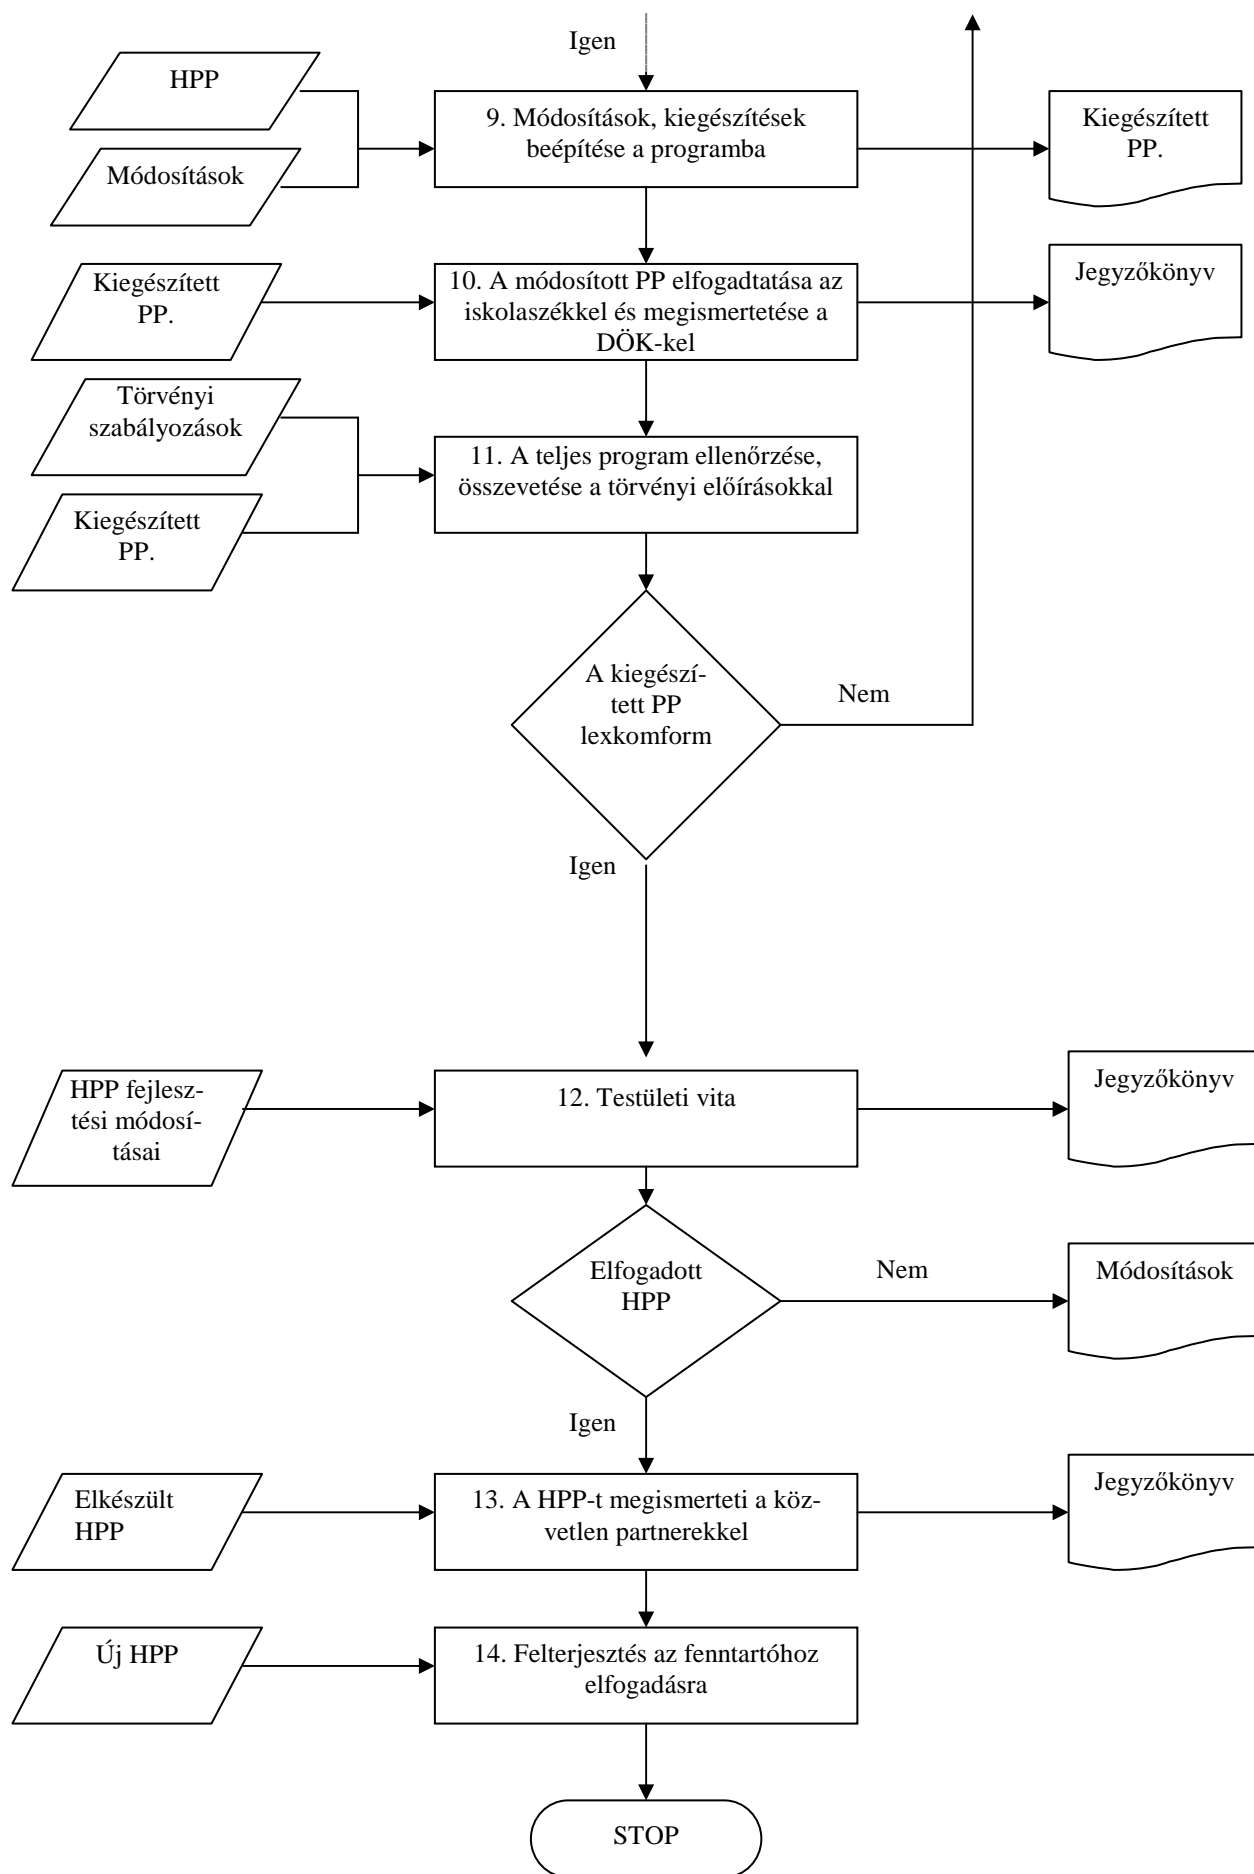 Igen
HPP
9. Módosítások, kiegészítések
beépítése a programba
Kiegészített
PP.
Módosítások
Kiegészített
PP.
10. A módosított PP elfogadtatása az
iskolaszékkel és megismertetése a
DÖK-kel
Jegyzőkönyv
Törvényi
szabályozások
11. A teljes program ellenőrzése,
összevetése a törvényi előírásokkal
Kiegészített
PP.
A kiegészí-
tett PP
lexkomform
Nem
Igen
HPP fejlesz-
tési módosí-
tásai
12. Testületi vita
Jegyzőkönyv
Elfogadott
HPP
Nem
Módosítások
Igen
Elkészült
HPP
13. A HPP-t megismerteti a köz-
vetlen partnerekkel
Jegyzőkönyv
Új HPP
14. Felterjesztés az fenntartóhoz
elfogadásra
STOP